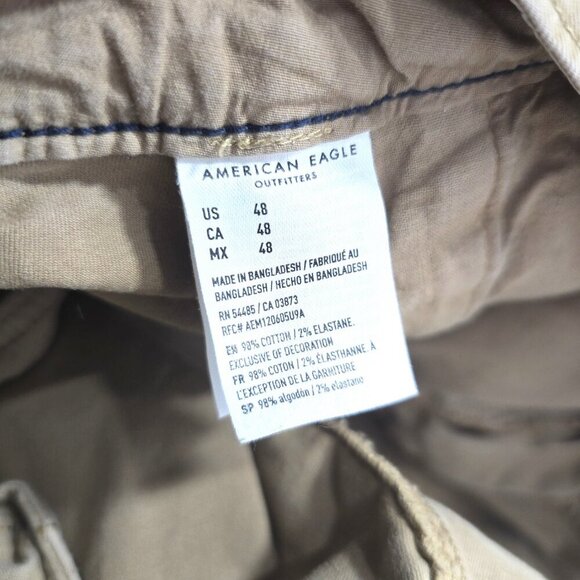 AMERICAN EAGLE
OUTFITTERS
US 48
CA 48
MX 48
MADE IN BANGLADESH / FABRIQUÉ AU
BANGLADESH / HECHO EN BANGLADESH
RN 54485 / CA 03873
RFC# AEM120605U9A
EN 98% COTTON / 2% ELASTANE.
EXCLUSIVE OF DECORATION
FR 98% COTON / 2% ÉLASTHANNE. À
L'EXCEPTION DE LA GARNITURE
SP 98% algodón / 2% elastano